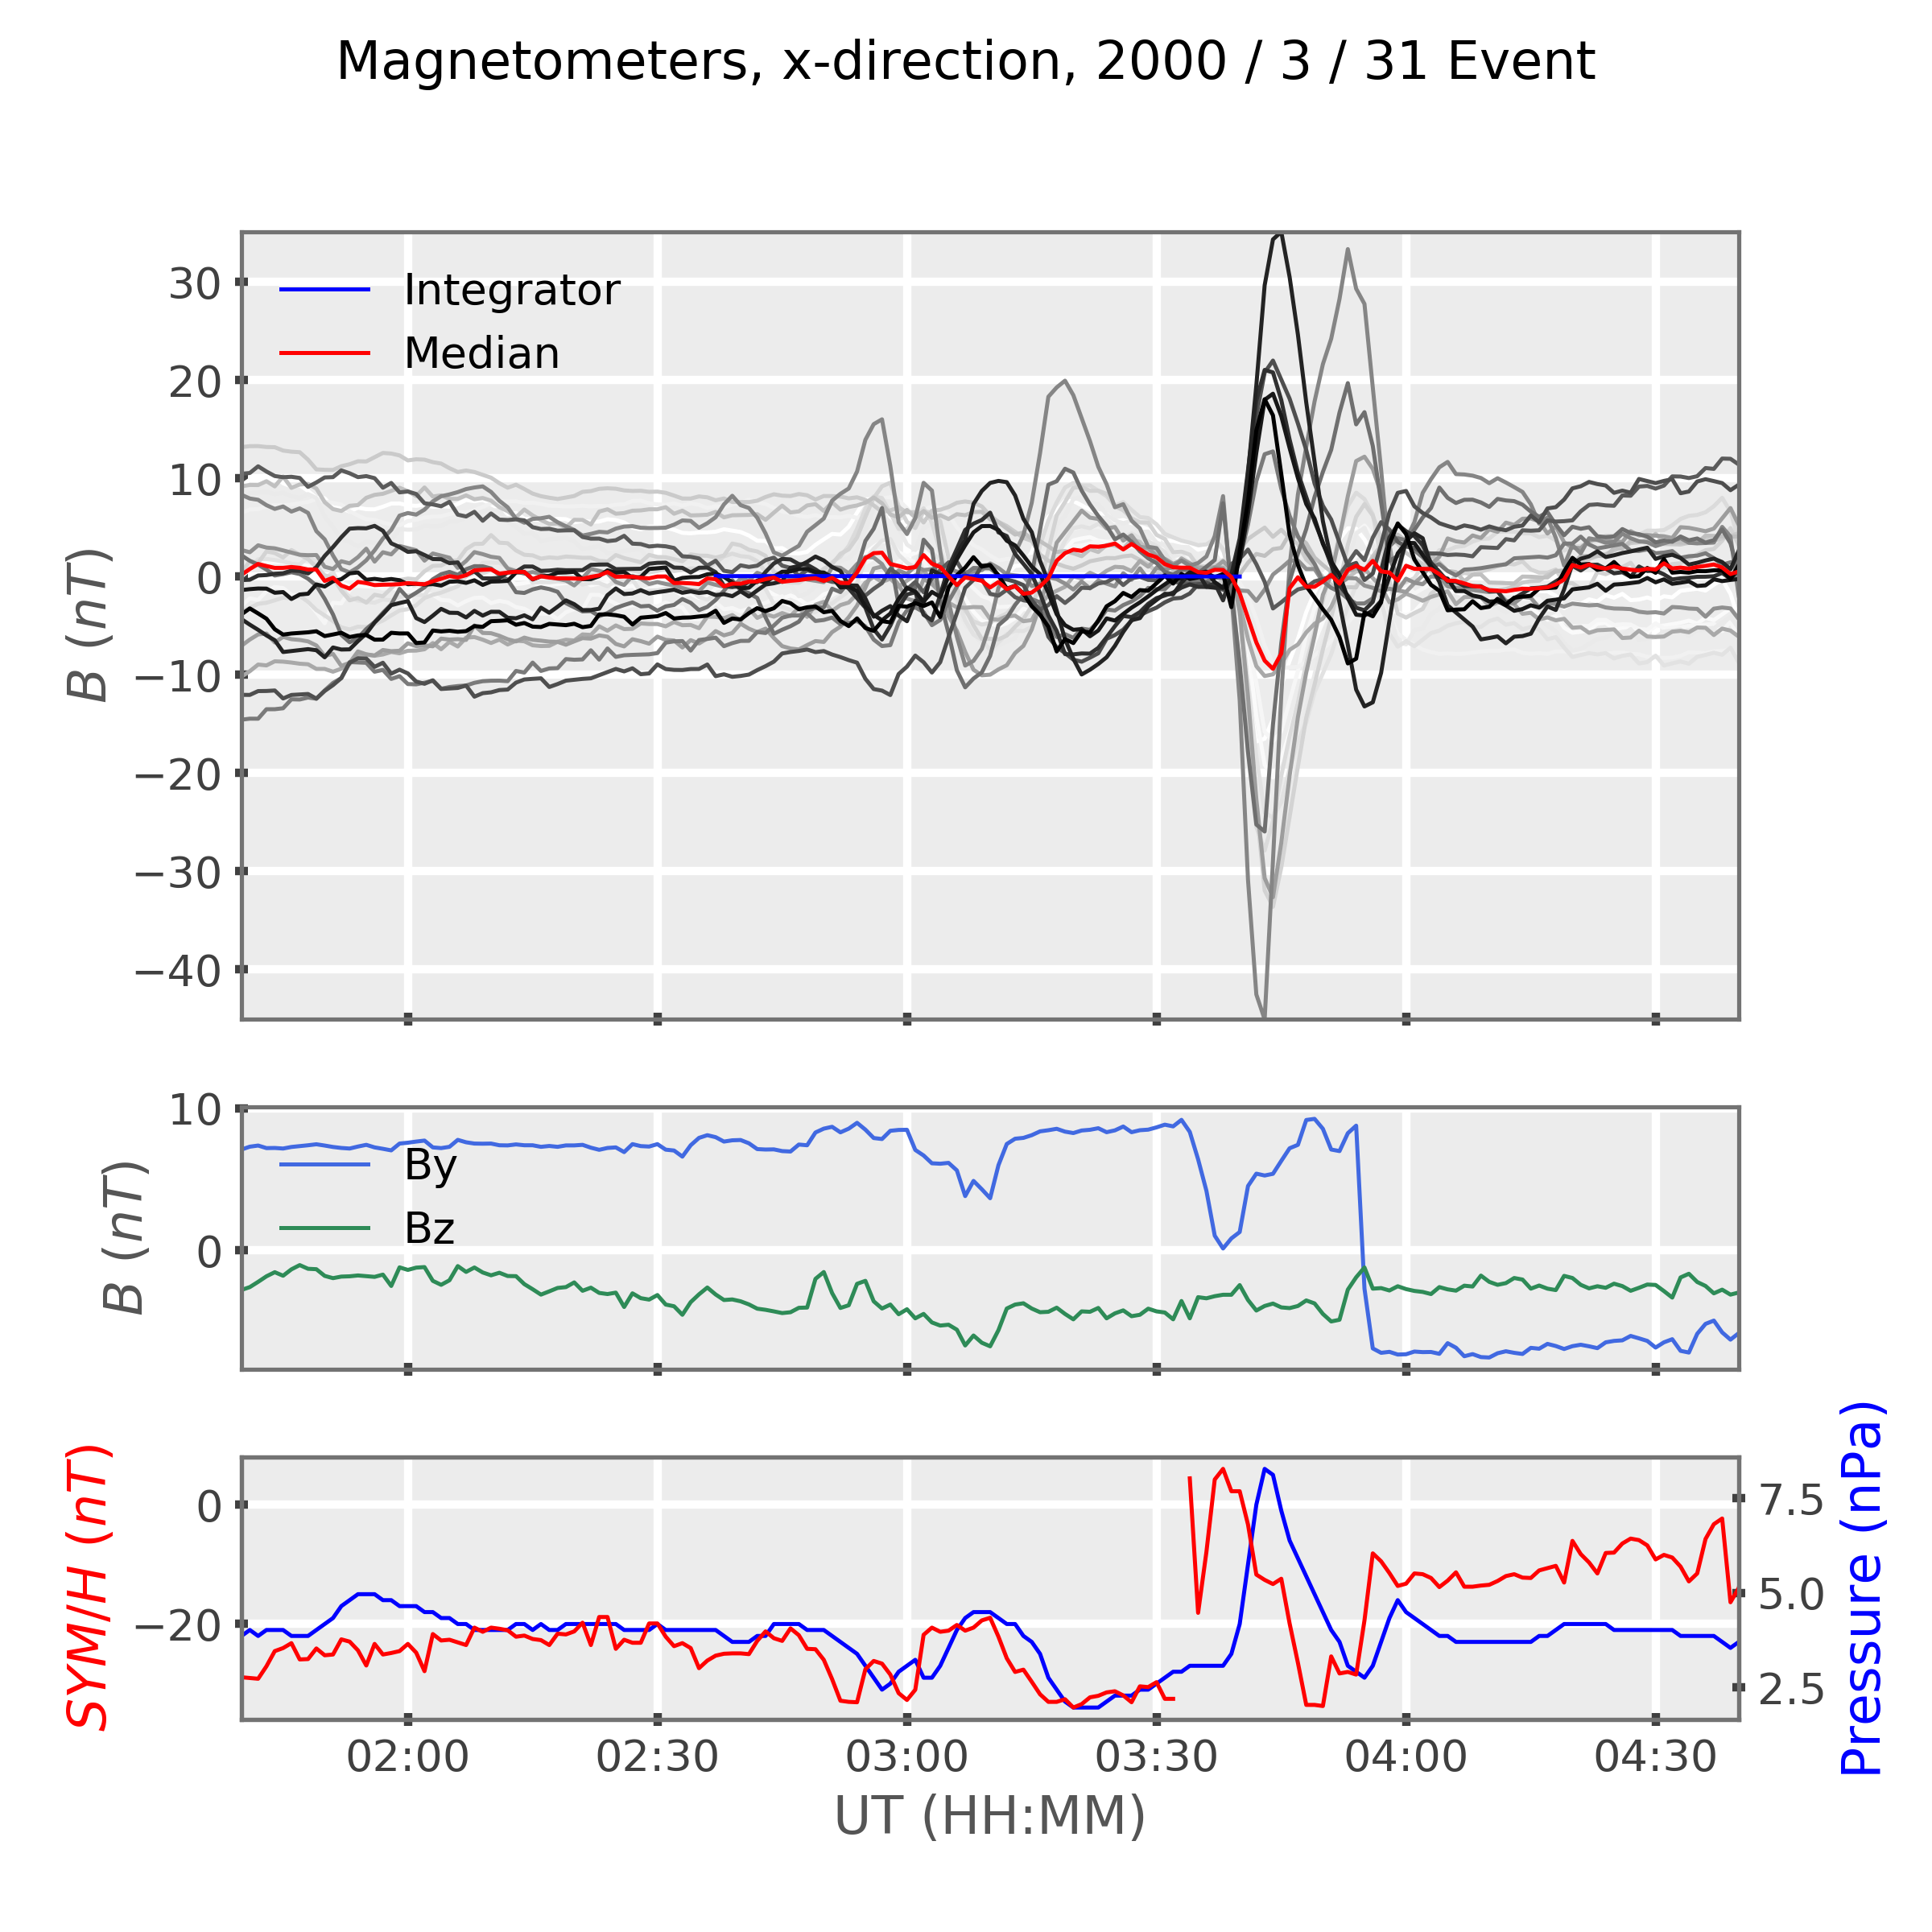 Magnetometers, x-direction, 2000 / 3 / 31 Event
B (nT)
30
20
10
0
−10
−20
−30
−40
Integrator
Median
B (nT)
10
0
By
Bz
SYM/H (nT)
0
−20
7.5
5.0
2.5
Pressure (nPa)
02:00 02:30 03:00 03:30 04:00 04:30
UT (HH:MM)